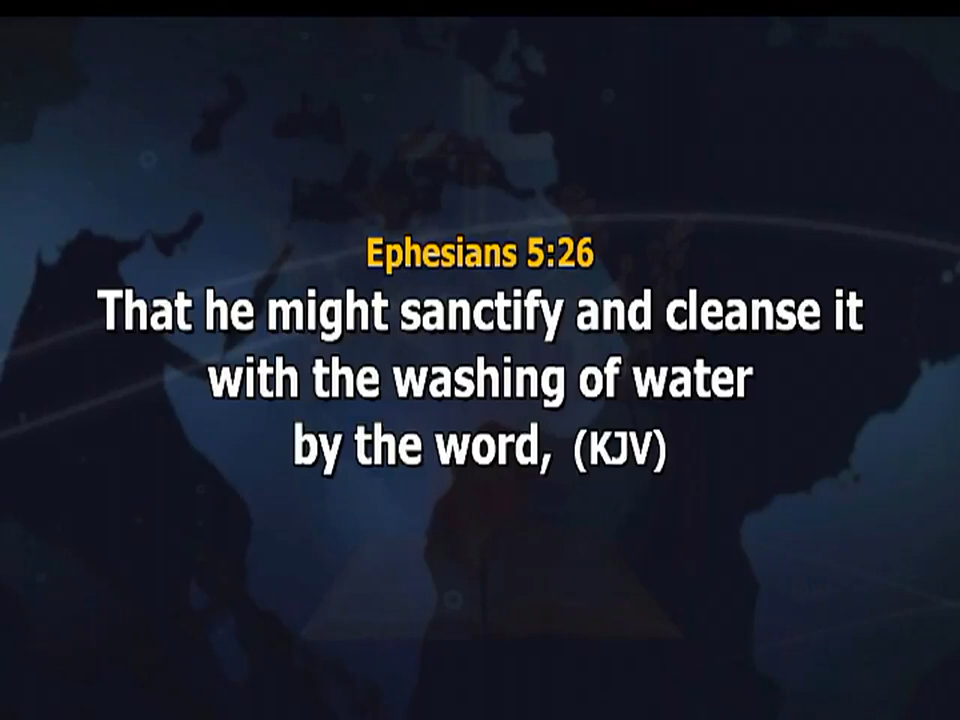 Ephesians 5:26
That he might sanctify and cleanse it
with the washing of water
by the word, (KJV)